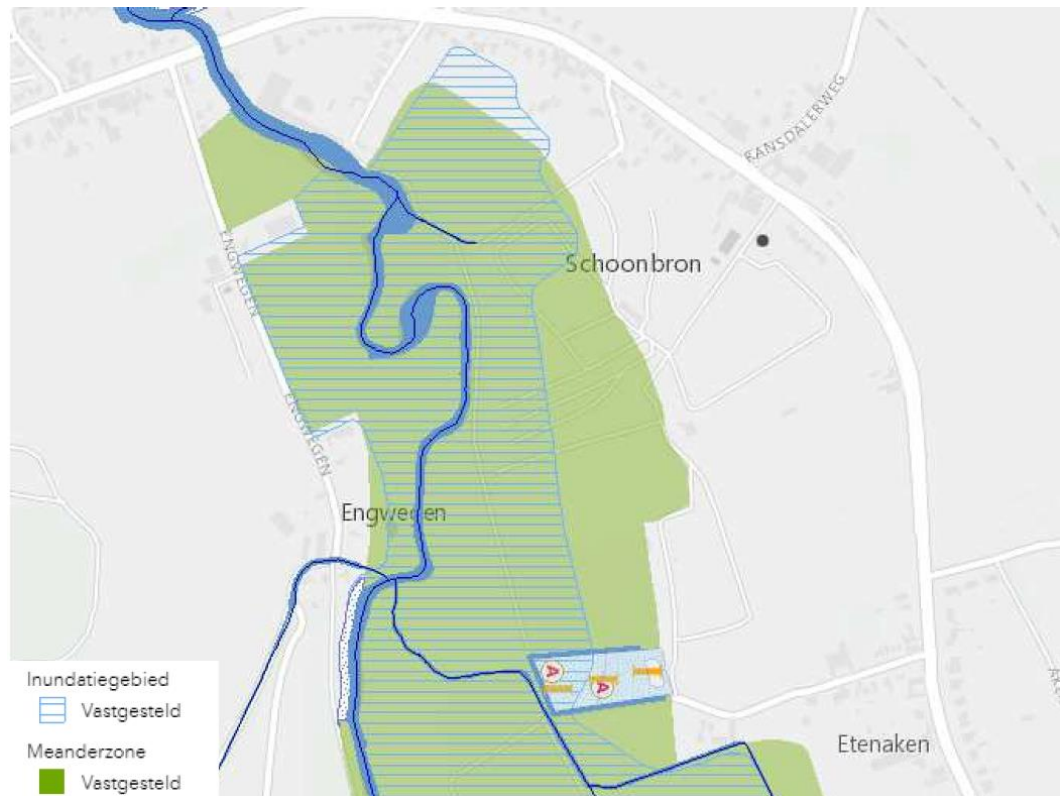 RANSDALERWEG
ENGWEGEN
Schoonbron
ENGWEGEN
Engwegen
A
A
Etenaken
Inundatiegebied
Vastgesteld
Meanderzone
Vastgesteld